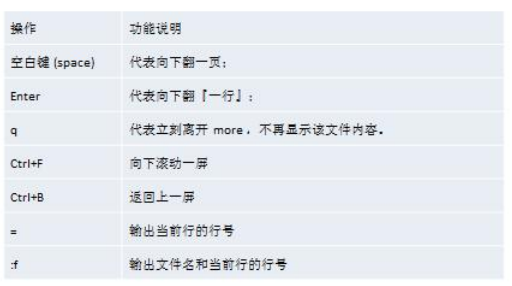 操作 功能说明
空白键 (space) 代表向下翻一页；
Enter 代表向下翻『一行』；
q 代表立刻离开 more，不再显示该文件内容。
Ctrl+F 向下滚动一屏
Ctrl+B 返回上一屏
= 输出当前行的行号
:f 输出文件名和当前行的行号